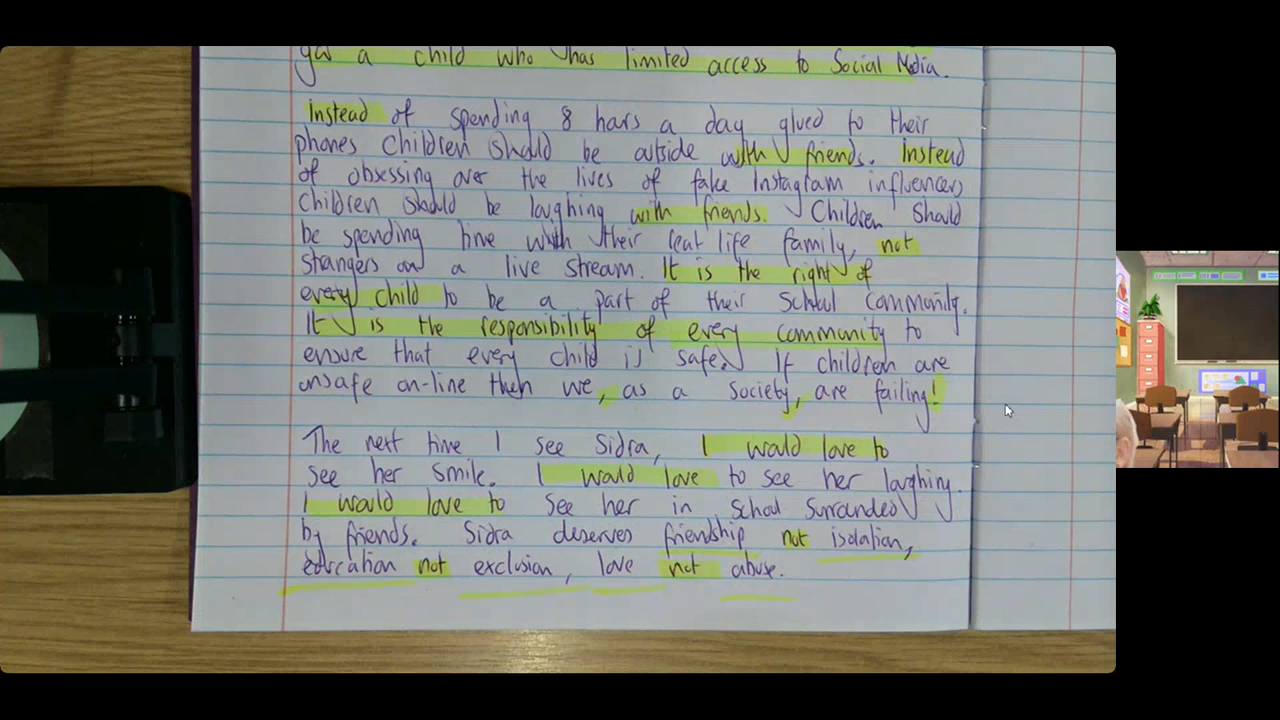 a child who has limited access to Social Media.
Instead of spending 8 hours a day glued to their
phones children should be outside with friends. Instead
of obsessing over the lives of fake Instagram influencers
children should be laughing with friends. Children should
be spending time with their real life family, not
strangers on a live stream. It is the right of
every child to be a part of their school community.
It is the responsibility of every community to
ensure that every child is safe. If children are
unsafe on-line then we, as a society, are failing!
The next time I see Sidra, I would love to
see her smile. I would love to see her laughing.
I would love to see her in school surrounded
by friends. Sidra deserves friendship not isolation,
education not exclusion, love not abuse.